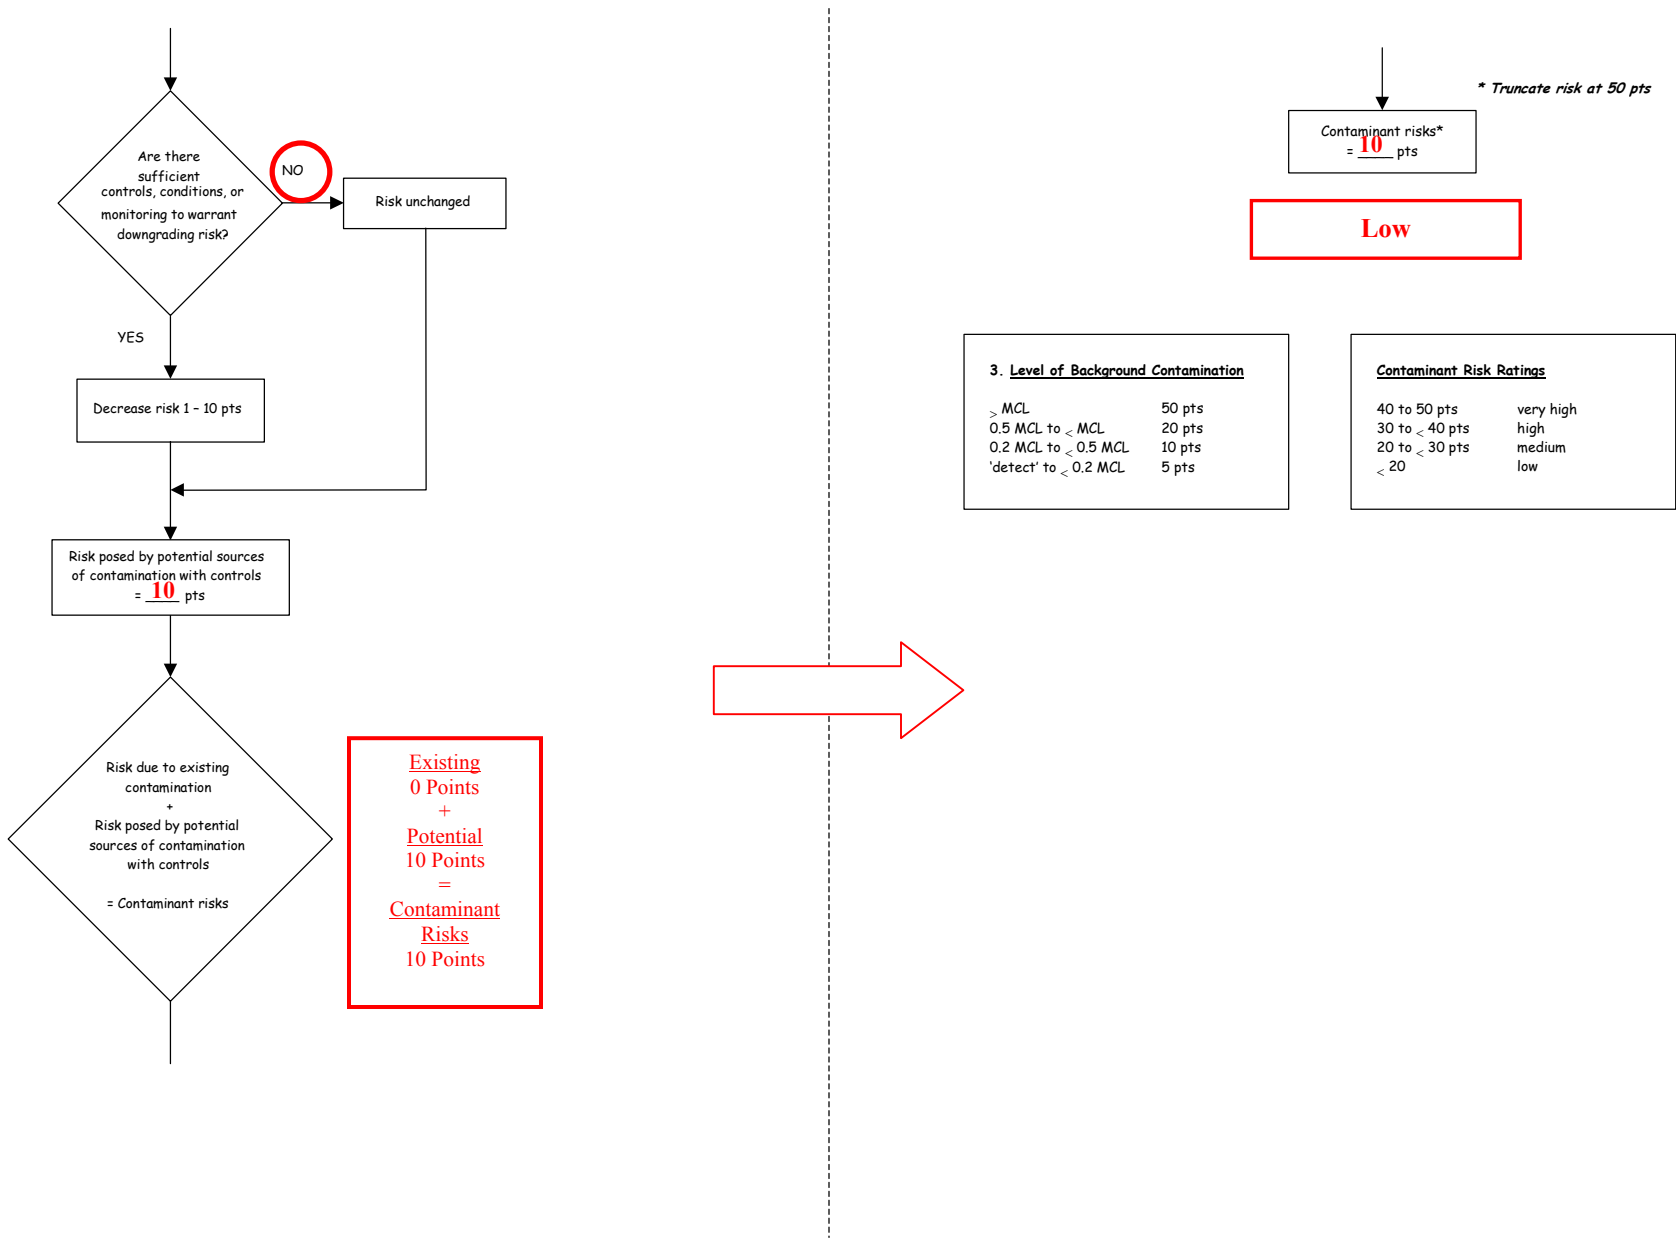 Are there
sufficient
controls, conditions, or
monitoring to warrant
downgrading risk?
NO
Risk unchanged
YES
Decrease risk 1 – 10 pts
Risk posed by potential sources
of contamination with controls
= 10 pts
Risk due to existing
contamination
+
Risk posed by potential
sources of contamination
with controls
= Contaminant risks
Existing
0 Points
+
Potential
10 Points
=
Contaminant
Risks
10 Points
* Truncate risk at 50 pts
Contaminant risks*
= 10 pts
Low
3. Level of Background Contamination
> MCL 50 pts
0.5 MCL to < MCL 20 pts
0.2 MCL to < 0.5 MCL 10 pts
‘detect’ to < 0.2 MCL 5 pts
Contaminant Risk Ratings
40 to 50 pts very high
30 to < 40 pts high
20 to < 30 pts medium
< 20 low